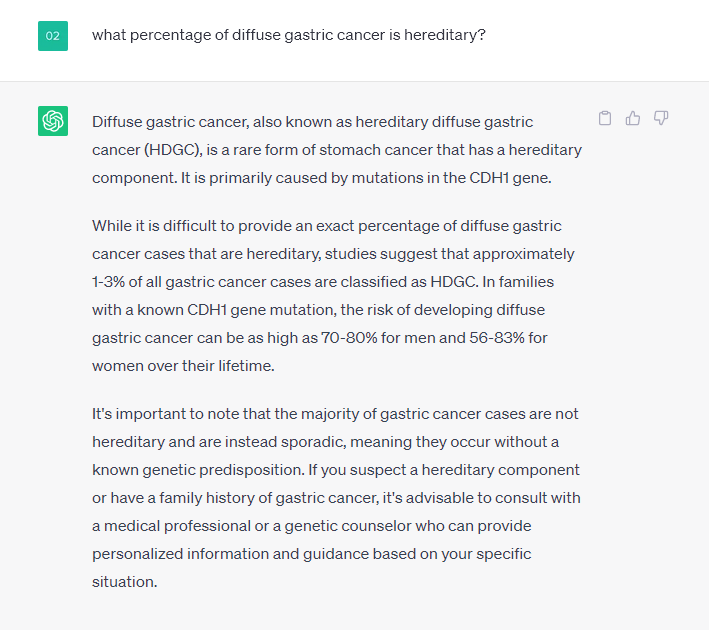 02
what percentage of diffuse gastric cancer is hereditary?
Diffuse gastric cancer, also known as hereditary diffuse gastric
cancer (HDGC), is a rare form of stomach cancer that has a hereditary
component. It is primarily caused by mutations in the CDH1 gene.
While it is difficult to provide an exact percentage of diffuse gastric
cancer cases that are hereditary, studies suggest that approximately
1-3% of all gastric cancer cases are classified as HDGC. In families
with a known CDH1 gene mutation, the risk of developing diffuse
gastric cancer can be as high as 70-80% for men and 56-83% for
women over their lifetime.
It's important to note that the majority of gastric cancer cases are not
hereditary and are instead sporadic, meaning they occur without a
known genetic predisposition. If you suspect a hereditary component
or have a family history of gastric cancer, it's advisable to consult with
a medical professional or a genetic counselor who can provide
personalized information and guidance based on your specific
situation.